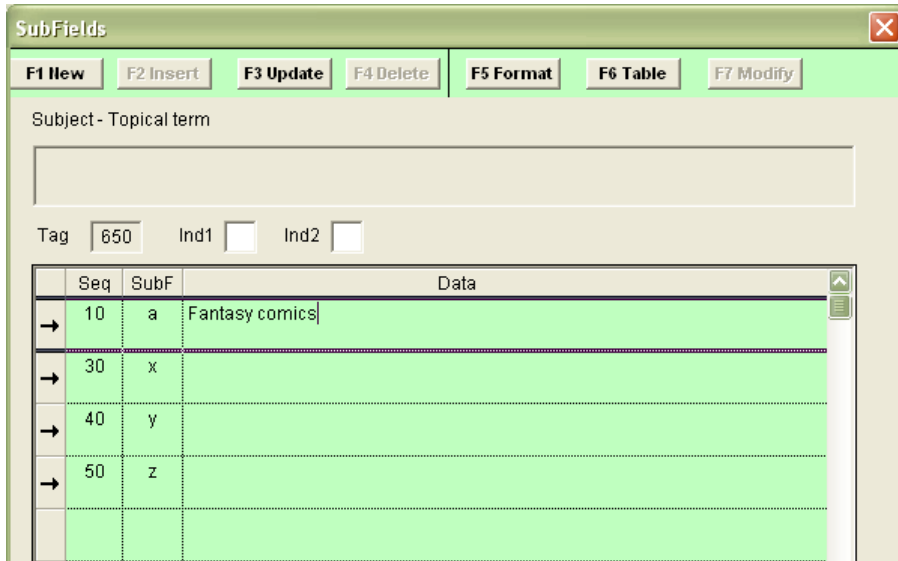 SubFields
F1 New F2 Insert F3 Update F4 Delete F5 Format F6 Table F7 Modify
Subject - Topical term
Tag 650 Ind1 Ind2
Seq SubF Data
10 a Fantasy comics
30 x
40 y
50 z